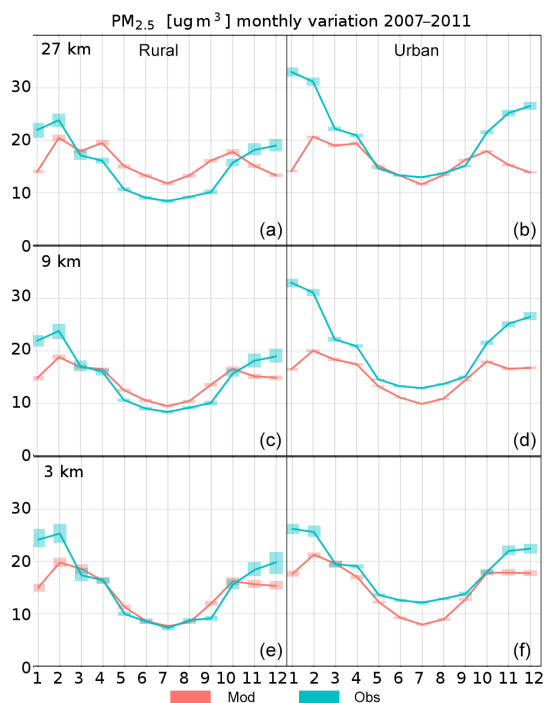 PM2.5 [ug m3] monthly variation 2007–2011
27 km Rural Urban
30
20
10
0
(a) (b)
9 km
30
20
10
0
(c) (d)
3 km
30
20
10
0
(e) (f)
1 2 3 4 5 6 7 8 9 10 11 12 1 2 3 4 5 6 7 8 9 10 11 12
Mod Obs